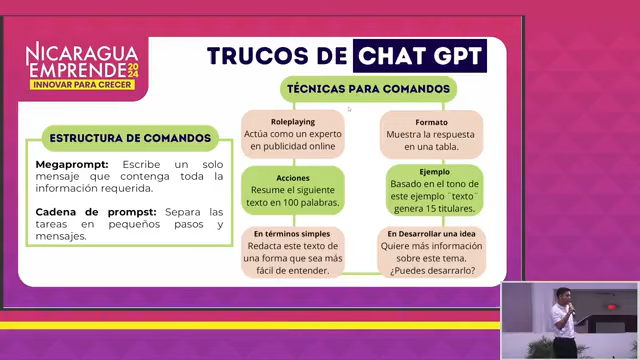 NICARAGUA
EMPRENDE 2024
INNOVAR PARA CRECER
TRUCOS DE CHAT GPT
ESTRUCTURA DE COMANDOS
Megaprompt: Escribe un solo
mensaje que contenga toda la
información requerida.
Cadena de prompst: Separa las
tareas en pequeños pasos y
mensajes.
TÉCNICAS PARA COMANDOS
Roleplaying
Actúa como un experto
en publicidad online
Acciones
Resume el siguiente
texto en 100 palabras.
En términos simples
Redacta este texto de
una forma que sea más
fácil de entender.
Formato
Muestra la respuesta
en una tabla.
Ejemplo
Basado en el tono de
este ejemplo ¨texto¨
genera 15 titulares.
En Desarrollar una idea
Quiere más información
sobre este tema.
¿Puedes desarrarlo?